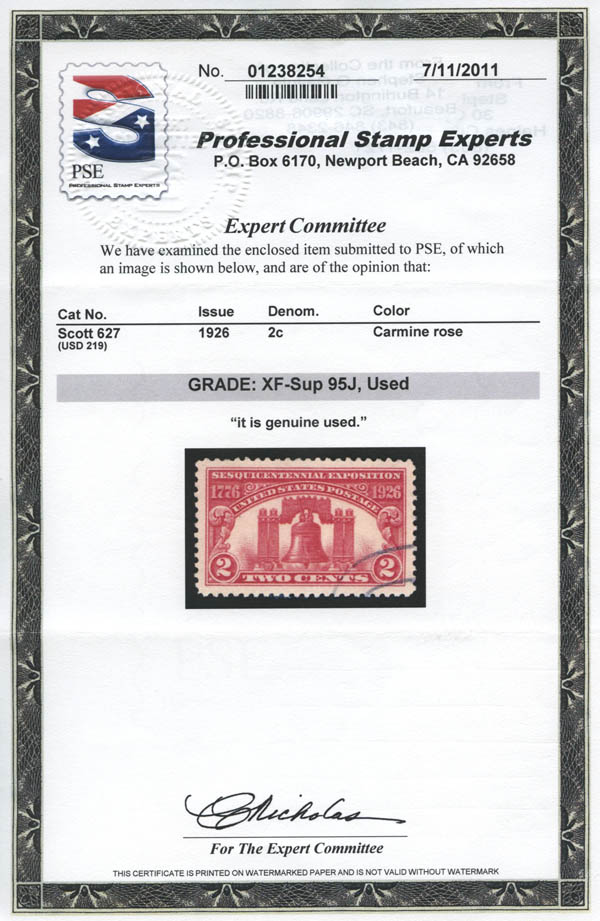 No. 01238254 7/11/2011
PSE
PROFESSIONAL STAMP EXPERTS
EXPERTS
Professional Stamp Experts
P.O. Box 6170, Newport Beach, CA 92658
Expert Committee
We have examined the enclosed item submitted to PSE, of which
an image is shown below, and are of the opinion that:
Cat No. Issue Denom. Color
Scott 627 1926 2c Carmine rose
(USD 219)
GRADE: XF-Sup 95J, Used
“it is genuine used.”
SESQUICENTENNIAL EXPOSITION
1776 UNITED STATES POSTAGE 1926
2 TWO CENTS 2
C Nicholas
For The Expert Committee
THIS CERTIFICATE IS PRINTED ON WATERMARKED PAPER AND IS NOT VALID WITHOUT WATERMARK